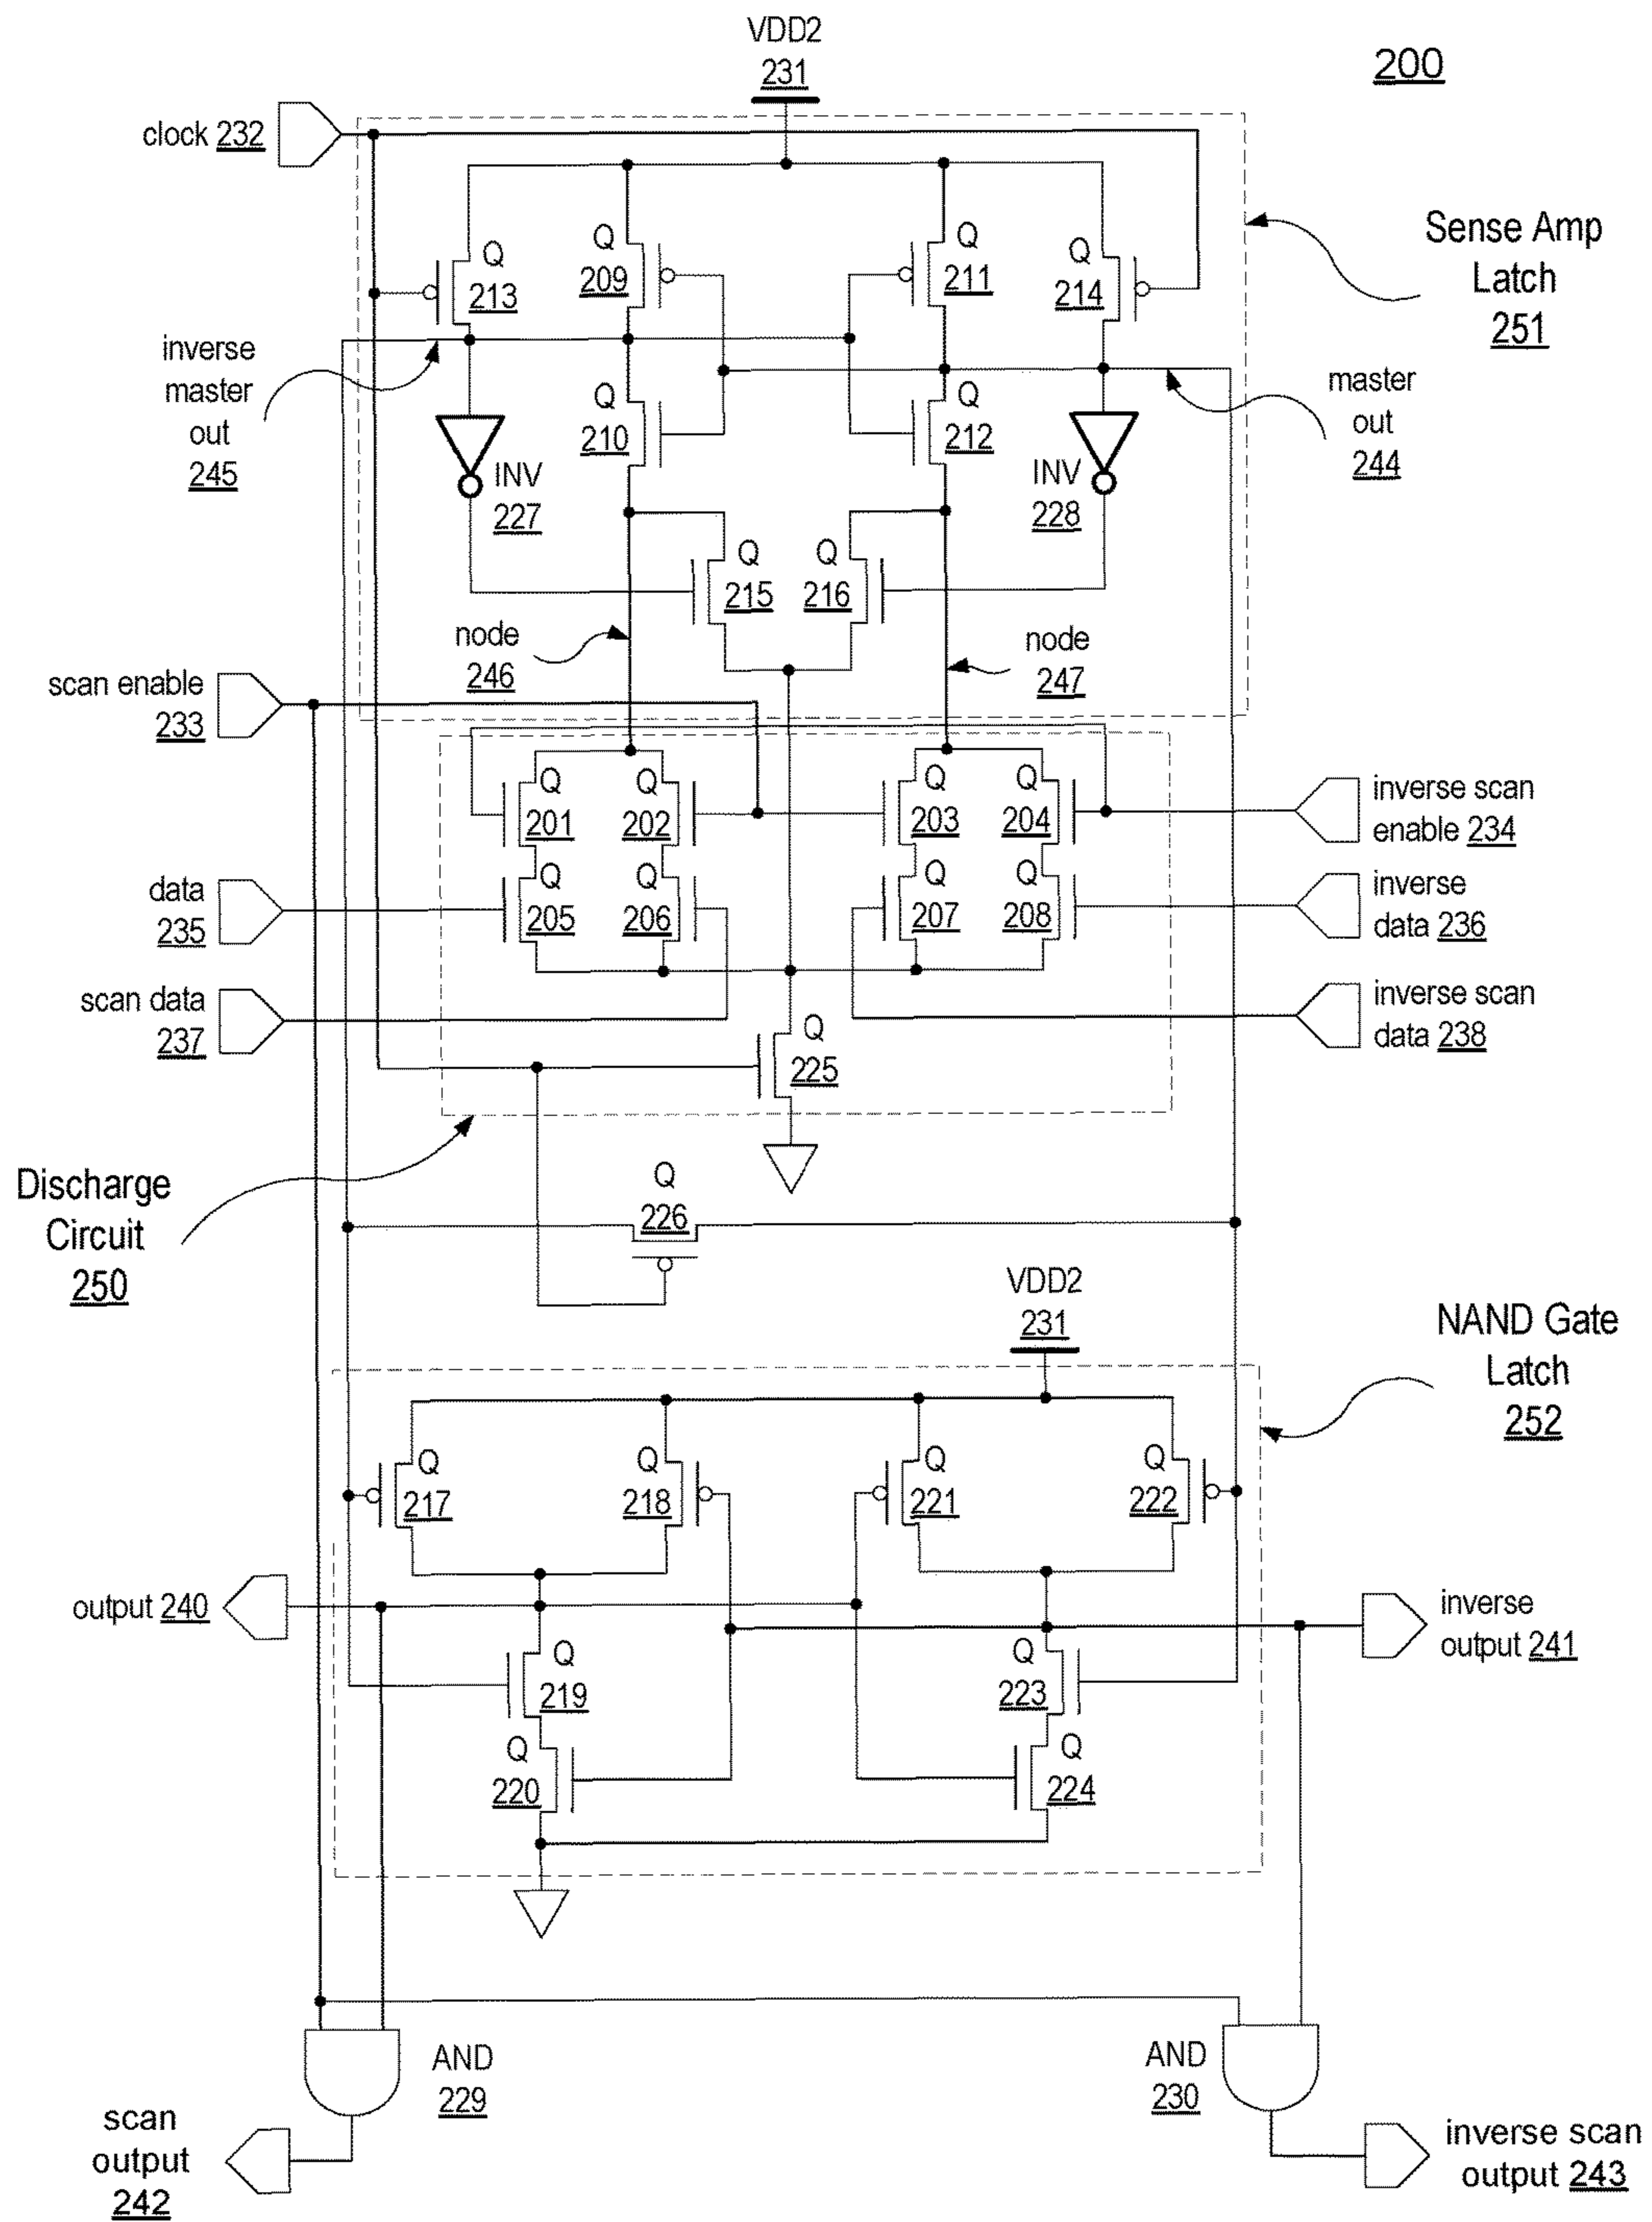 VDD2
231
200
clock 232
Sense Amp
Latch
251
Q
213
Q
209
Q
211
Q
214
inverse
master
out
245
master
out
244
Q
210
Q
212
INV
227
INV
228
Q
215
Q
216
node
246
node
247
scan enable
233
Q
201
Q
202
Q
203
Q
204
inverse scan
enable 234
data
235
Q
205
Q
206
Q
207
Q
208
inverse
data 236
scan data
237
inverse scan
data 238
Q
225
Discharge
Circuit
250
Q
226
VDD2
231
NAND Gate
Latch
252
Q
217
Q
218
Q
221
Q
222
output 240
inverse
output 241
Q
219
Q
223
Q
220
Q
224
AND
229
AND
230
scan
output
242
inverse scan
output 243